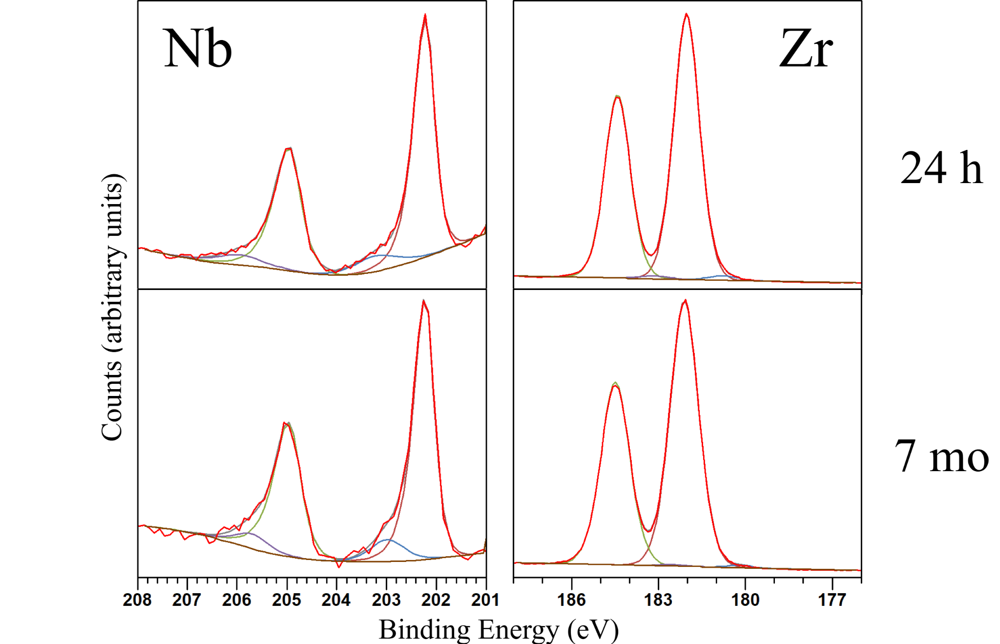 Nb
Zr
24 h
7 mo
Counts (arbitrary units)
208 207 206 205 204 203 202 201
186 183 180 177
Binding Energy (eV)